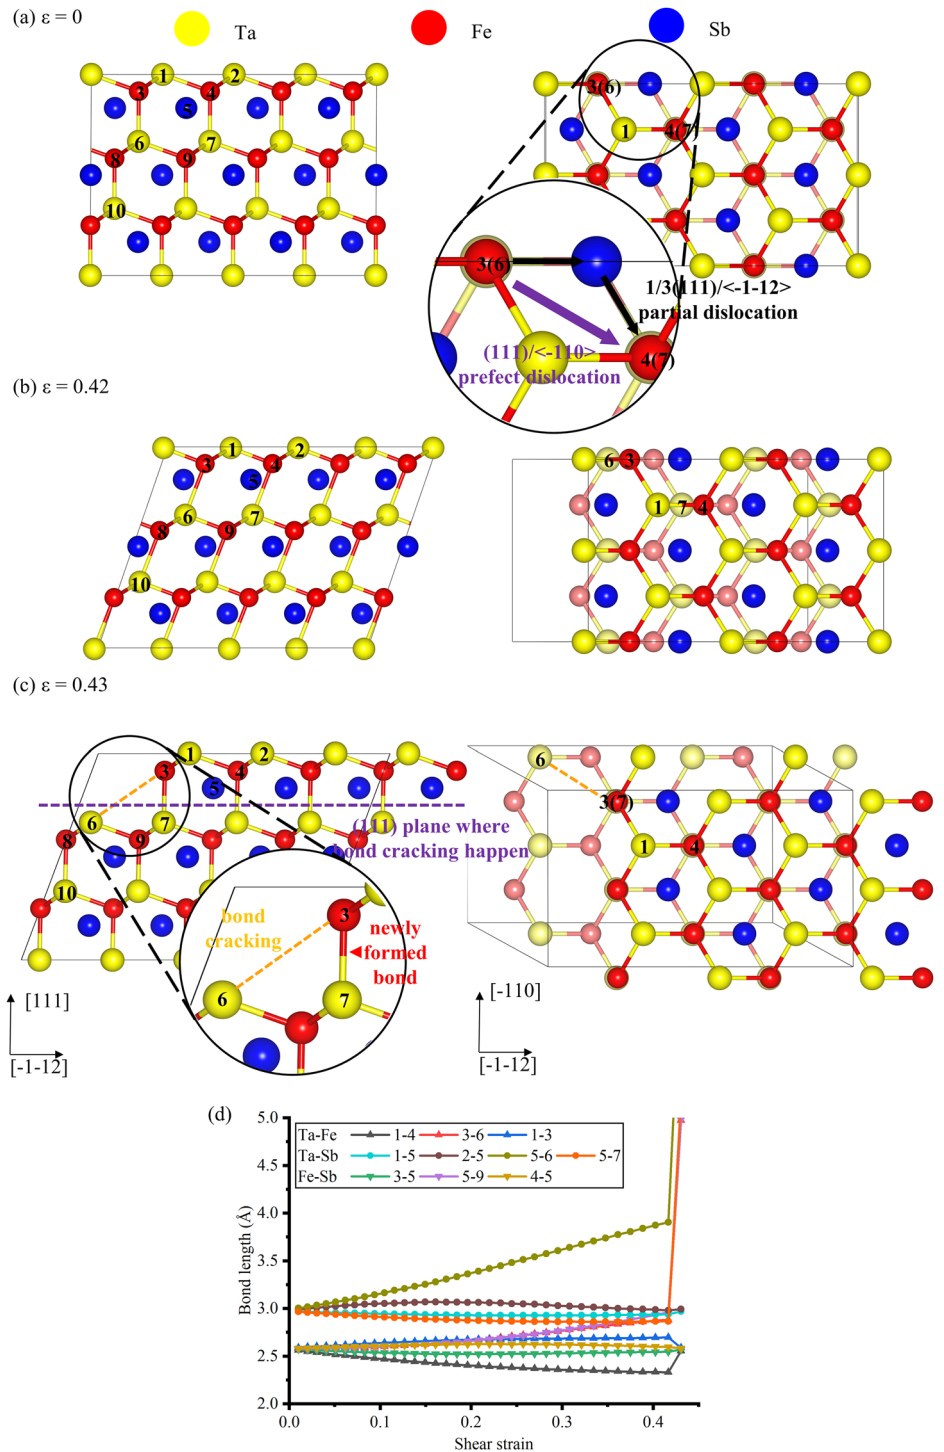 (a) ε = 0
Ta
Fe
Sb
1
2
3
4
5
6
7
8
9
10
3(6)
1
4(7)
3(6)
4(7)
1/3(111)/<-1-12>
partial dislocation
(111)/<-110>
prefect dislocation
(b) ε = 0.42
1
2
3
4
5
6
7
8
9
10
6
3
1
7
4
(c) ε = 0.43
1
2
3
4
5
6
7
8
9
10
(111) plane where
bond cracking happen
bond
cracking
3
newly
formed
bond
6
7
6
3(7)
1
4
[111]
[-1-12]
[-110]
[-1-12]
(d)
Ta-Fe 1-4 3-6 1-3
Ta-Sb 1-5 2-5 5-6 5-7
Fe-Sb 3-5 5-9 4-5
5.0
4.5
4.0
3.5
3.0
2.5
2.0
Bond length (Å)
0.0 0.1 0.2 0.3 0.4
Shear strain